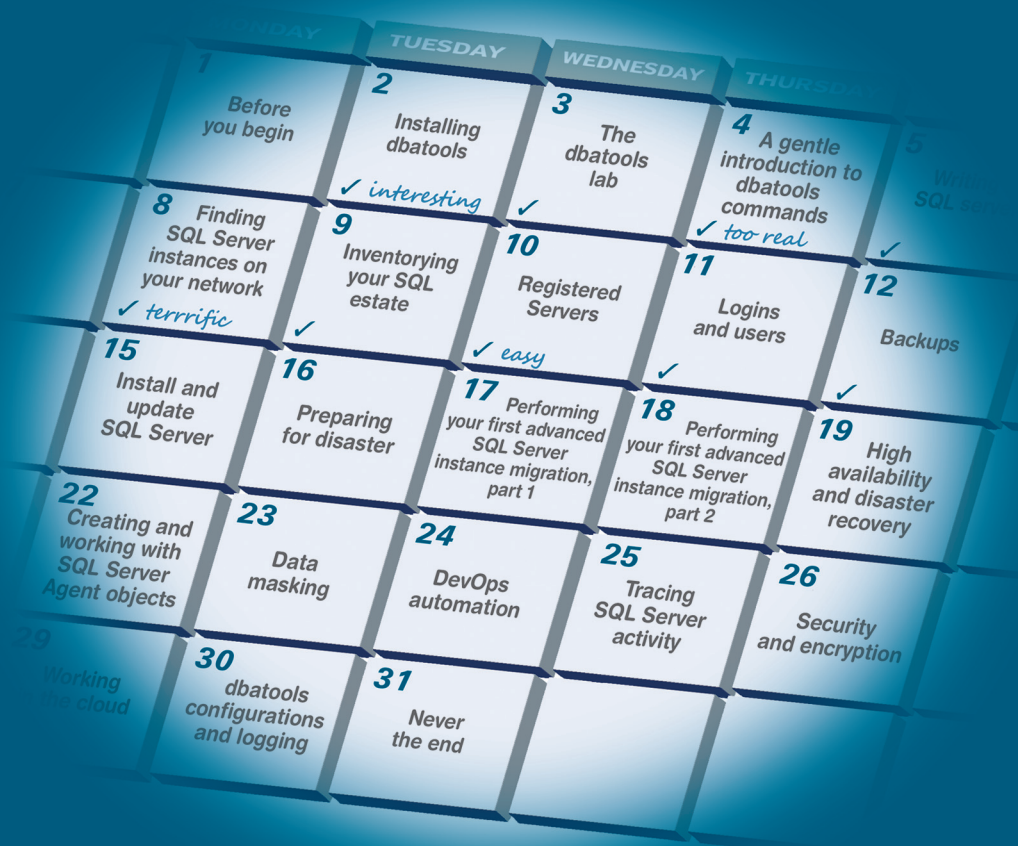 MONDAY
TUESDAY
WEDNESDAY
THURSDAY
1
Before
you begin
2
Installing
dbatools
✓ interesting
3
The
dbatools
lab
✓
4
A gentle
introduction to
dbatools
commands
✓ too real
5
SQL
✓
8
Finding
SQL Server
instances on
your network
✓ terrrific
9
Inventorying
your SQL
estate
✓
10
Registered
Servers
✓ easy
11
Logins
and users
✓
12
Backups
✓
15
Install and
update
SQL Server
16
Preparing
for disaster
17
Performing
your first advanced
SQL Server
instance migration,
part 1
18
Performing
your first advanced
SQL Server
instance migration,
part 2
19
High
availability
and disaster
recovery
22
Creating and
working with
SQL Server
Agent objects
23
Data
masking
24
DevOps
automation
25
Tracing
SQL Server
activity
26
Security
and encryption
29
Working
the cloud
30
dbatools
configurations
and logging
31
Never
the end